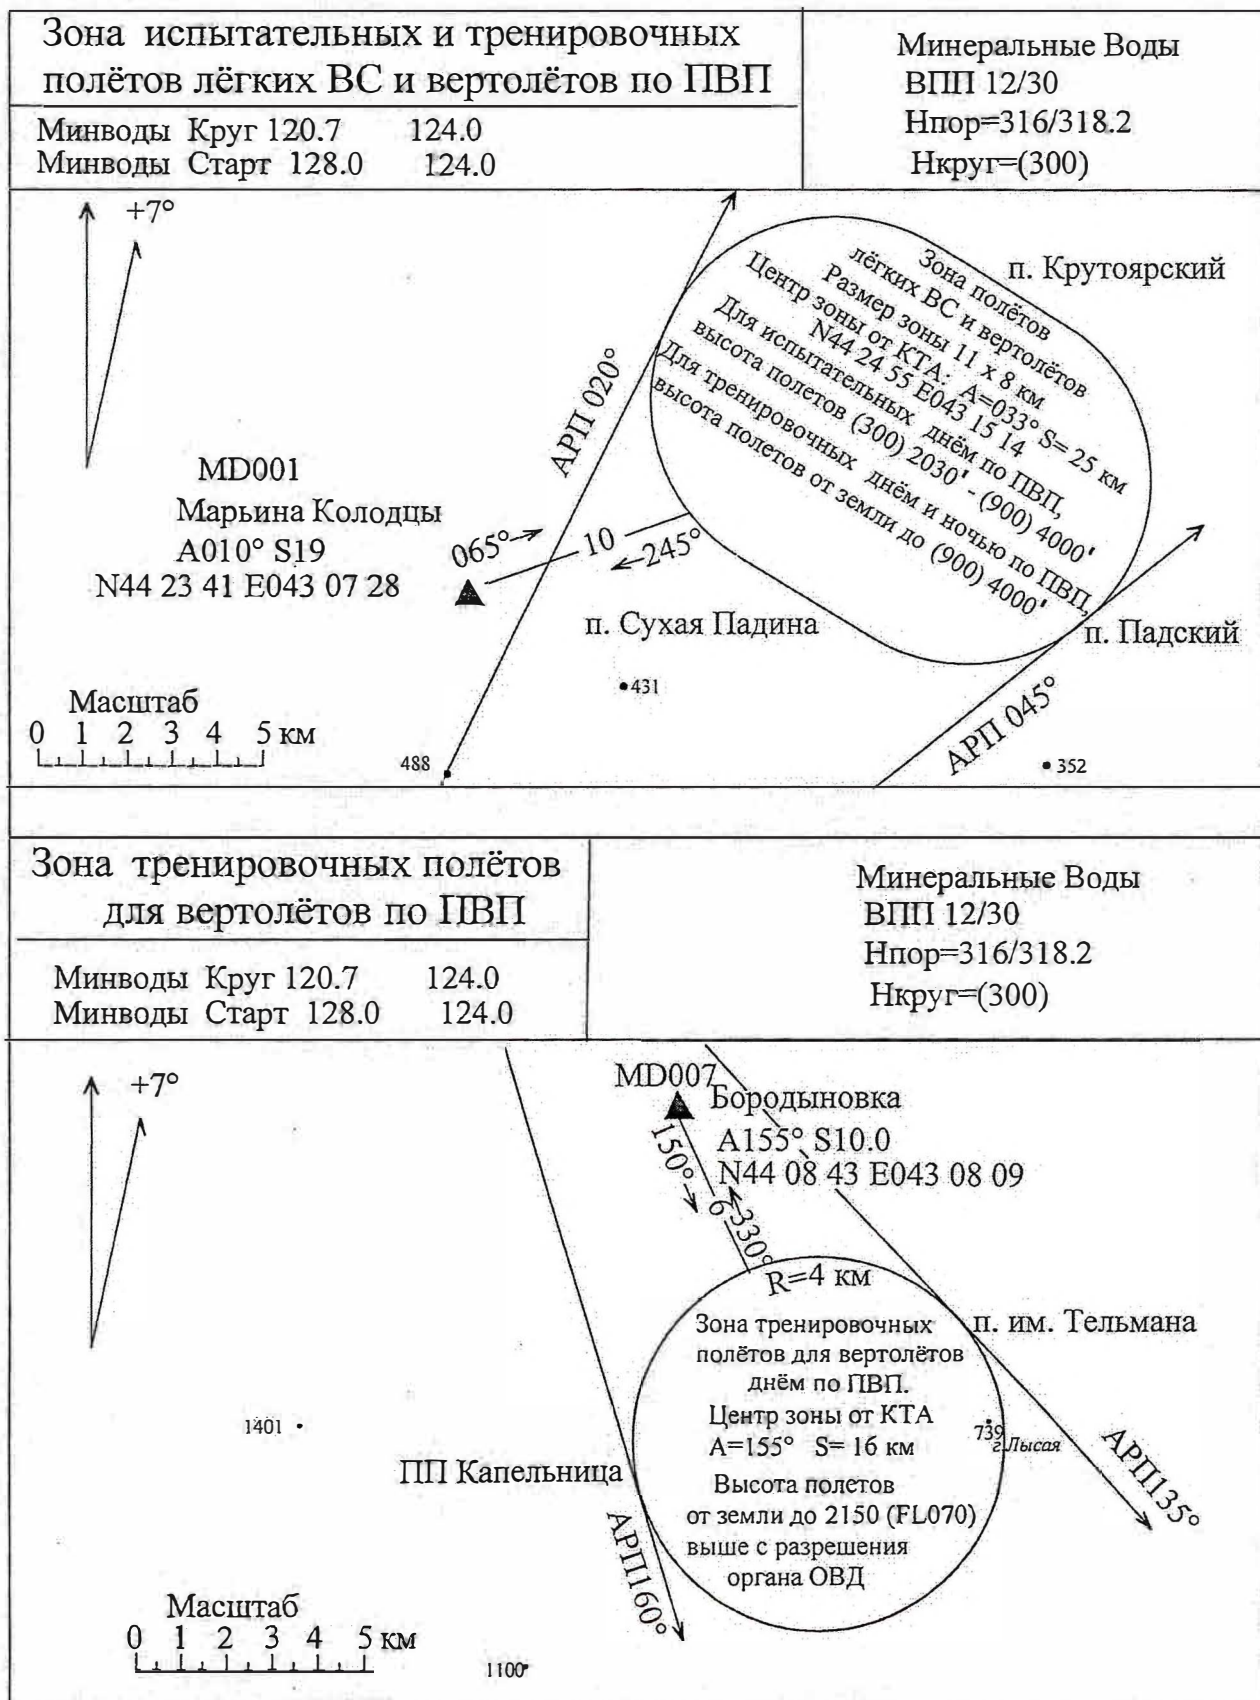 Зона испытательных и тренировочных
полётов лёгких ВС и вертолётов по ПВП
Минводы Круг 120.7 124.0
Минводы Старт 128.0 124.0
Минеральные Воды
ВПП 12/30
Нпор=316/318.2
Нкруг=(300)
+7°
АРП 020°
Зона полётов
лёгких ВС и вертолётов
Размер зоны 11 х 8 км
Центр зоны от КТА: А=033° S= 25 км
N44 24 55 E043 15 14
Для испытательных днём по ПВП,
высота полетов (300) 2030' - (900) 4000'
Для тренировочных днём и ночью по ПВП,
высота полетов от земли до (900) 4000'
п. Крутоярский
MD001
Марьина Колодцы
А010° S19
N44 23 41 E043 07 28
065°
10
245°
п. Сухая Падина
п. Падский
431
АРП 045°
352
488
Масштаб
0 1 2 3 4 5 км
Зона тренировочных полётов
для вертолётов по ПВП
Минводы Круг 120.7 124.0
Минводы Старт 128.0 124.0
Минеральные Воды
ВПП 12/30
Нпор=316/318.2
Нкруг=(300)
+7°
MD007
Бородыновка
А155° S10.0
N44 08 43 E043 08 09
150°
6
330°
R=4 км
Зона тренировочных
полётов для вертолётов
днём по ПВП.
Центр зоны от КТА
А=155° S= 16 км
Высота полетов
от земли до 2150 (FL070)
выше с разрешения
органа ОВД
п. им. Тельмана
739
г.Лысая
АРП135°
1401
ПП Капельница
АРП160°
Масштаб
0 1 2 3 4 5 км
1100